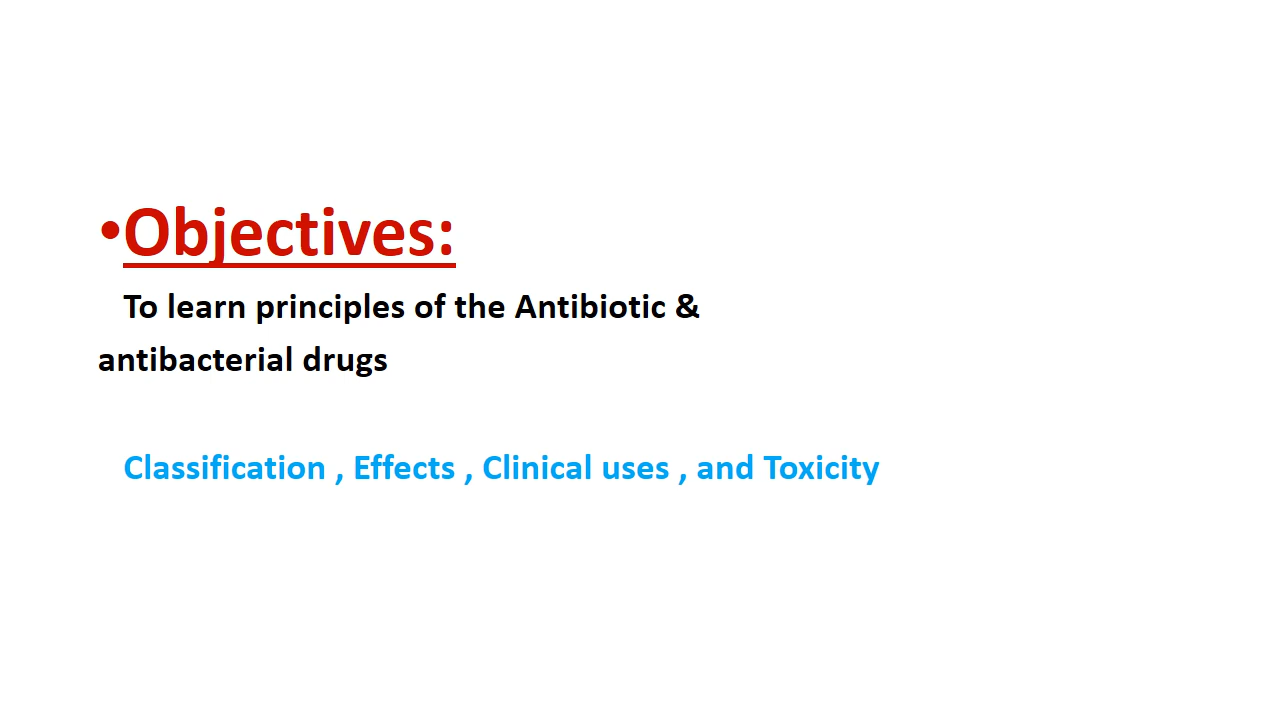 •Objectives:
To learn principles of the Antibiotic &
antibacterial drugs
Classification , Effects , Clinical uses , and Toxicity